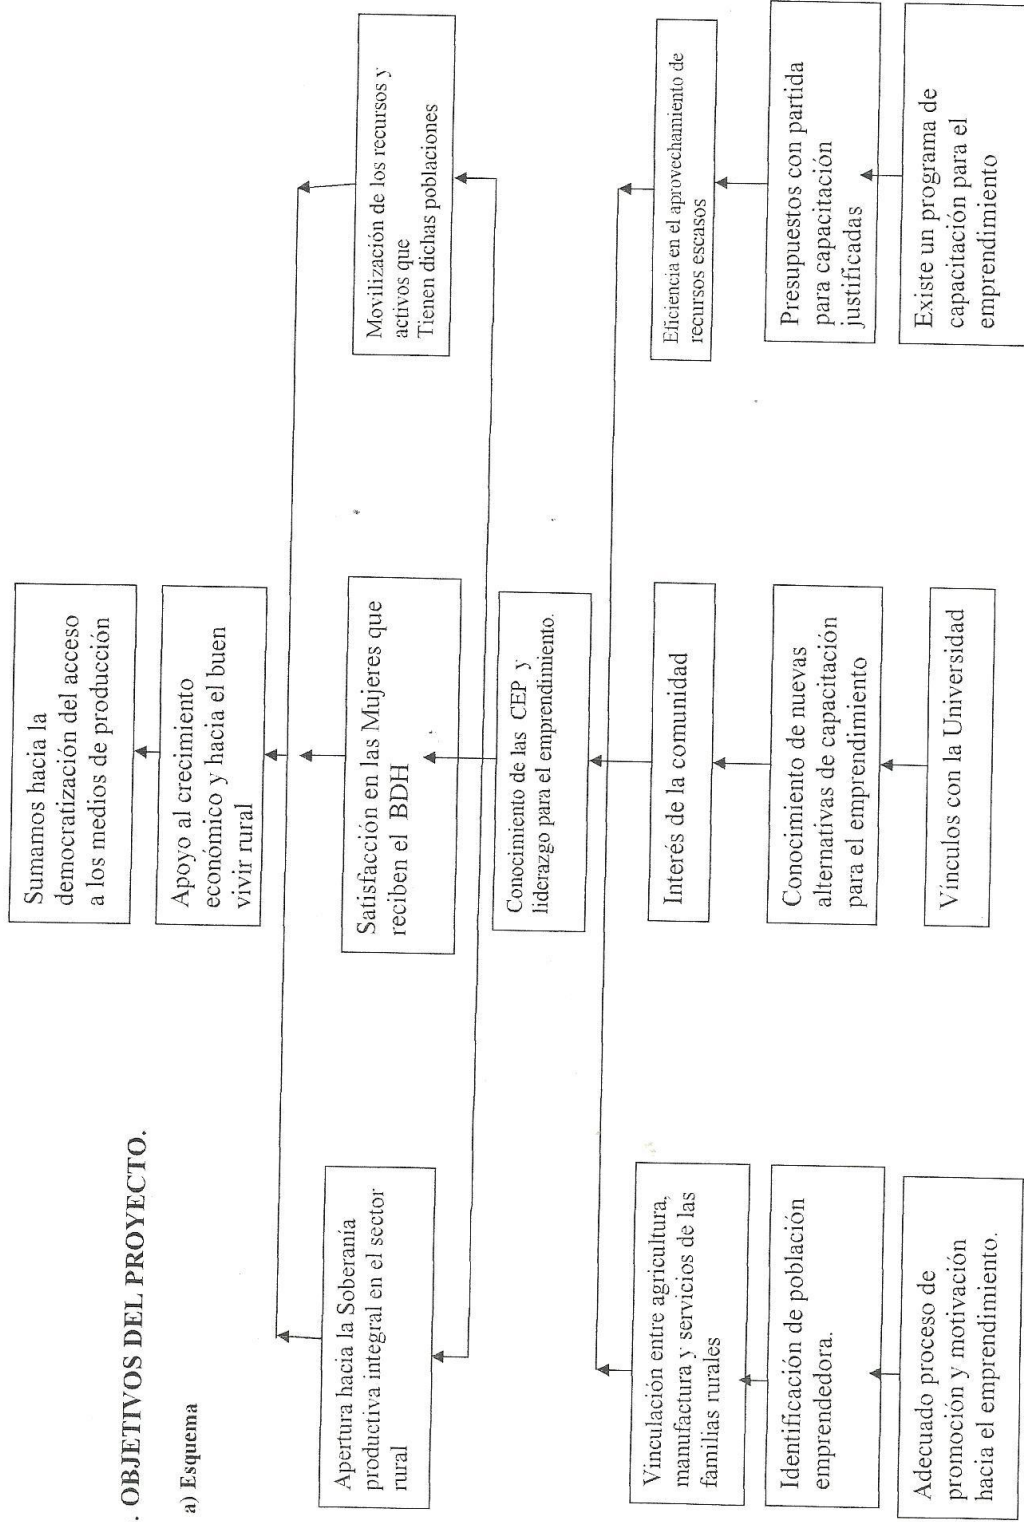 . OBJETIVOS DEL PROYECTO.
a) Esquema
Sumamos hacia la
democratización del acceso
a los medios de producción
Apoyo al crecimiento
económico y hacia el buen
vivir rural
Apertura hacia la Soberanía
productiva integral en el sector
rural
Satisfacción en las Mujeres que
reciben el BDH
Movilización de los recursos y
activos que
Tienen dichas poblaciones
Conocimiento de las CEP y
liderazgo para el emprendimiento.
Vinculación entre agricultura,
manufactura y servicios de las
familias rurales
Interés de la comunidad
Eficiencia en el aprovechamiento de
recursos escasos
Identificación de población
emprendedora.
Conocimiento de nuevas
alternativas de capacitación
para el emprendimiento
Presupuestos con partida
para capacitación
justificadas
Adecuado proceso de
promoción y motivación
hacia el emprendimiento.
Vínculos con la Universidad
Existe un programa de
capacitación para el
emprendimiento